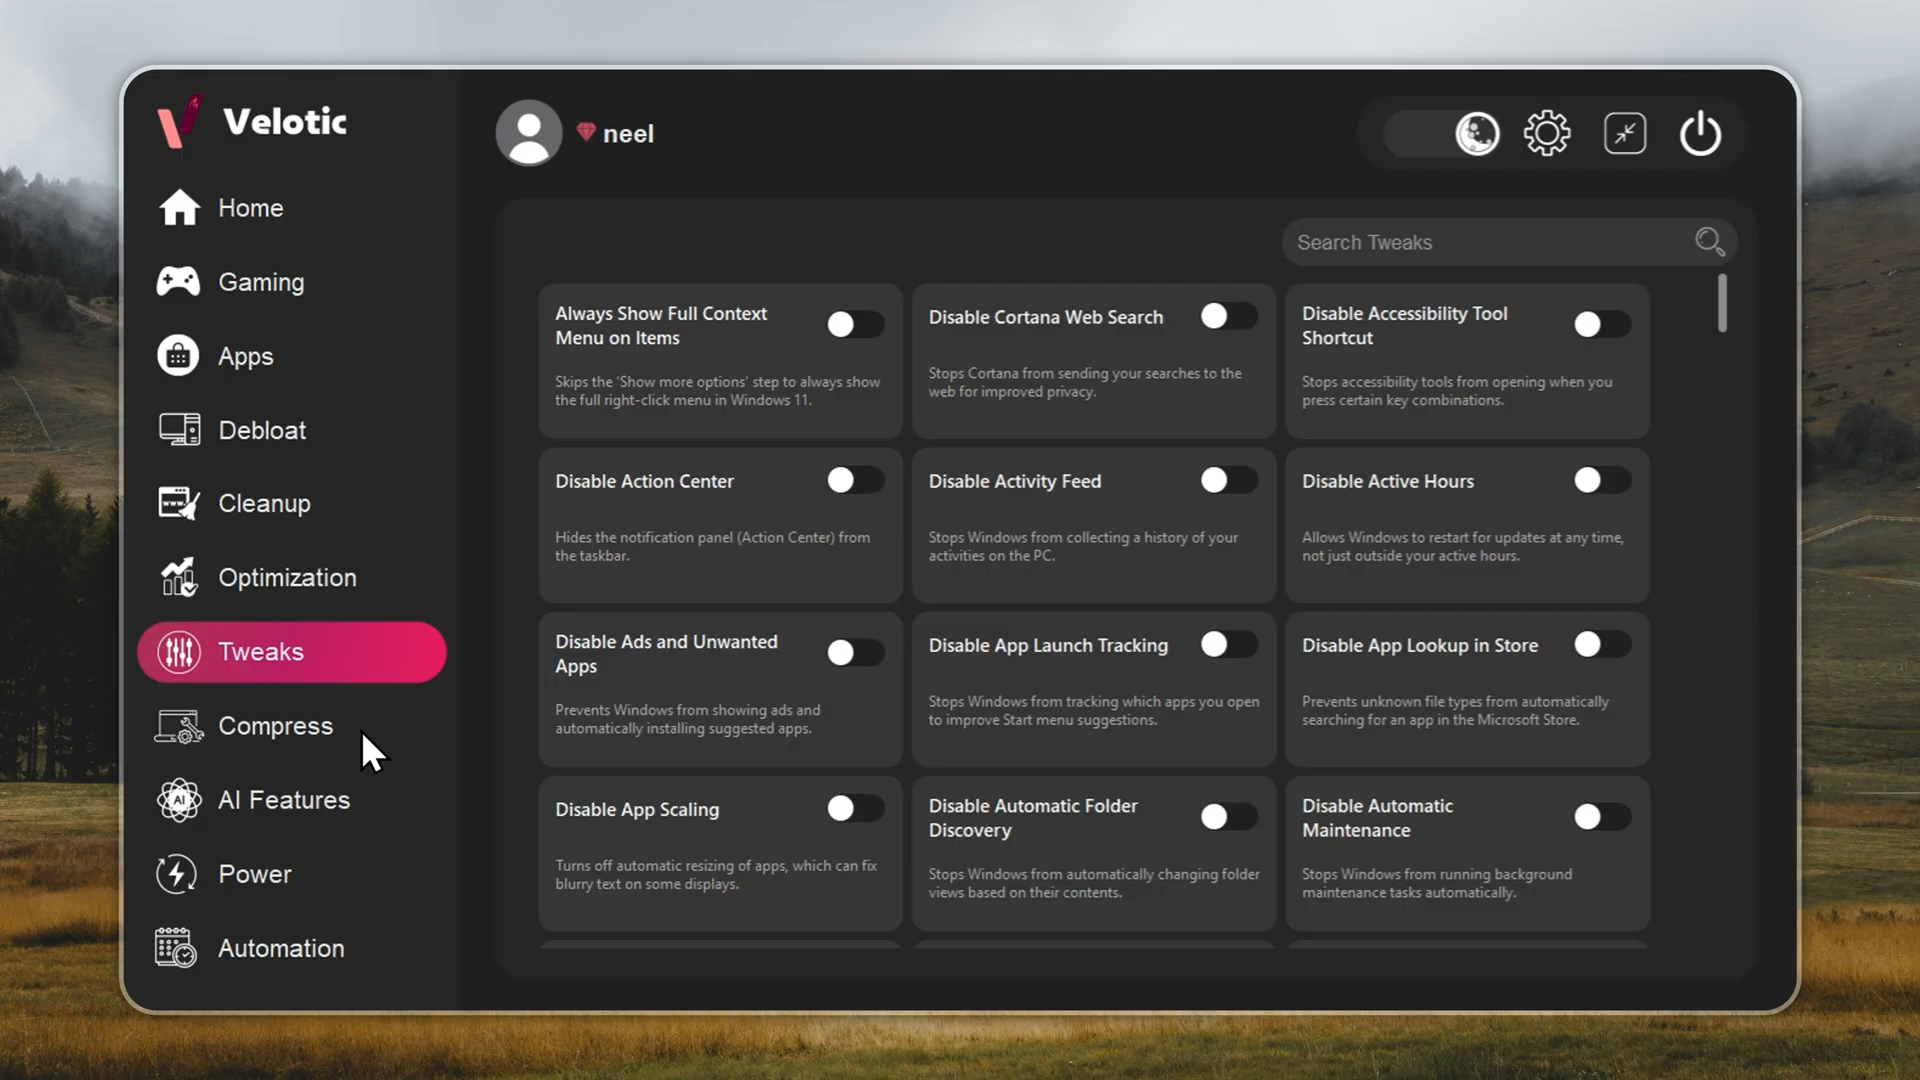 Velotic
neel
Home
Gaming
Apps
Debloat
Cleanup
Optimization
Tweaks
Compress
AI Features
Power
Automation
Search Tweaks
Always Show Full Context
Menu on Items
Skips the 'Show more options' step to always show
the full right-click menu in Windows 11.
Disable Cortana Web Search
Stops Cortana from sending your searches to the
web for improved privacy.
Disable Accessibility Tool
Shortcut
Stops accessibility tools from opening when you
press certain key combinations.
Disable Action Center
Hides the notification panel (Action Center) from
the taskbar.
Disable Activity Feed
Stops Windows from collecting a history of your
activities on the PC.
Disable Active Hours
Allows Windows to restart for updates at any time,
not just outside your active hours.
Disable Ads and Unwanted
Apps
Prevents Windows from showing ads and
automatically installing suggested apps.
Disable App Launch Tracking
Stops Windows from tracking which apps you open
to improve Start menu suggestions.
Disable App Lookup in Store
Prevents unknown file types from automatically
searching for an app in the Microsoft Store.
Disable App Scaling
Turns off automatic resizing of apps, which can fix
blurry text on some displays.
Disable Automatic Folder
Discovery
Stops Windows from automatically changing folder
views based on their contents.
Disable Automatic
Maintenance
Stops Windows from running background
maintenance tasks automatically.